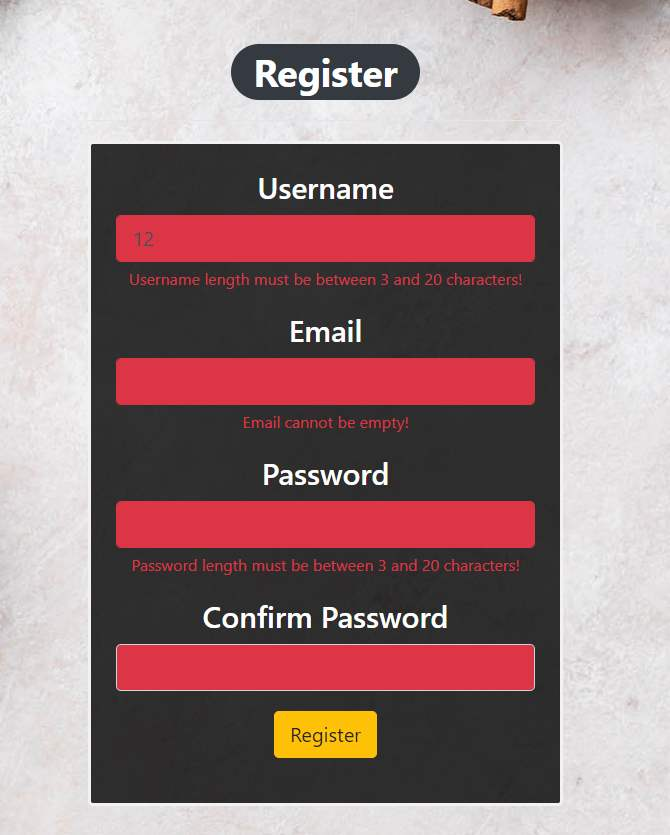 Register
Username
12
Username length must be between 3 and 20 characters!
Email
Email cannot be empty!
Password
Password length must be between 3 and 20 characters!
Confirm Password
Register